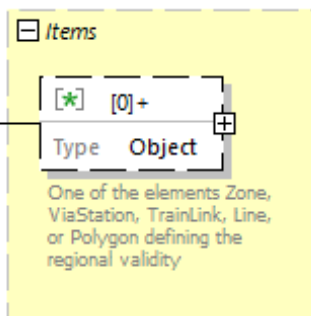 Items
[*] [0]+
Type Object
One of the elements Zone,
ViaStation, TrainLink, Line,
or Polygon defining the
regional validity